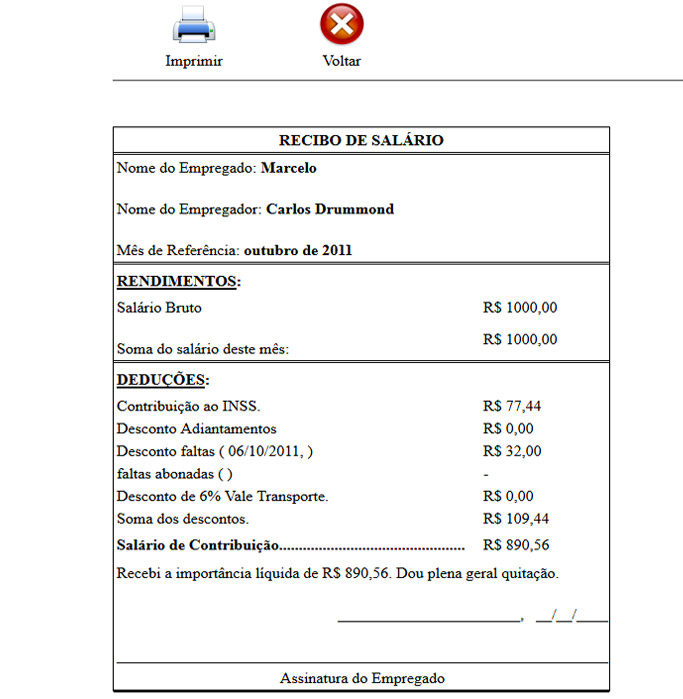 Imprimir Voltar
RECIBO DE SALÁRIO
Nome do Empregado: Marcelo
Nome do Empregador: Carlos Drummond
Mês de Referência: outubro de 2011
RENDIMENTOS:
Salário Bruto R$ 1000,00
Soma do salário deste mês: R$ 1000,00
DEDUÇÕES:
Contribuição ao INSS. R$ 77,44
Desconto Adiantamentos R$ 0,00
Desconto faltas ( 06/10/2011, ) R$ 32,00
faltas abonadas ( ) -
Desconto de 6% Vale Transporte. R$ 0,00
Soma dos descontos. R$ 109,44
Salário de Contribuição............................................... R$ 890,56
Recebi a importância líquida de R$ 890,56. Dou plena geral quitação.
_______________________, __/__/____
Assinatura do Empregado